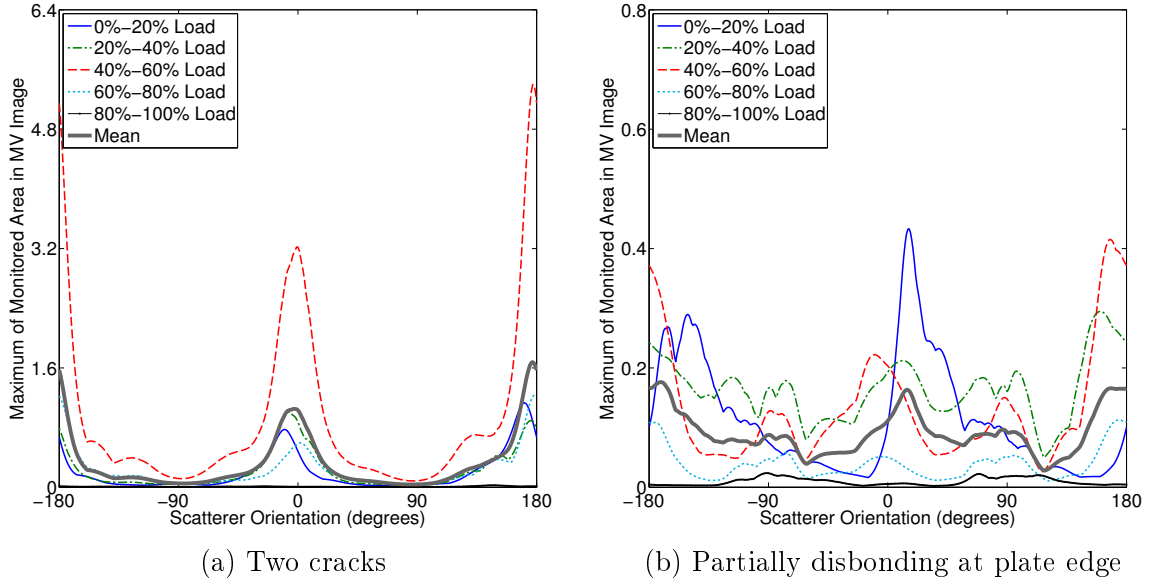 6.4
4.8
3.2
1.6
0
Maximum of Monitored Area in MV Image
0%−20% Load
20%−40% Load
40%−60% Load
60%−80% Load
80%−100% Load
Mean
−180
−90
0
90
180
Scatterer Orientation (degrees)
(a) Two cracks
0.8
0.6
0.4
0.2
0
Maximum of Monitored Area in MV Image
0%−20% Load
20%−40% Load
40%−60% Load
60%−80% Load
80%−100% Load
Mean
−180
−90
0
90
180
Scatterer Orientation (degrees)
(b) Partially disbonding at plate edge